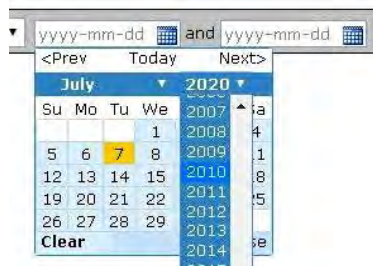 yyyy-mm-dd and yyyy-mm-dd
<Prev Today Next>
July 2020
Su Mo Tu We 2007
1 2008 4
5 6 7 8 2009
12 13 14 15 2010
19 20 21 22 2011
2012
26 27 28 29 2013
Clear 2014